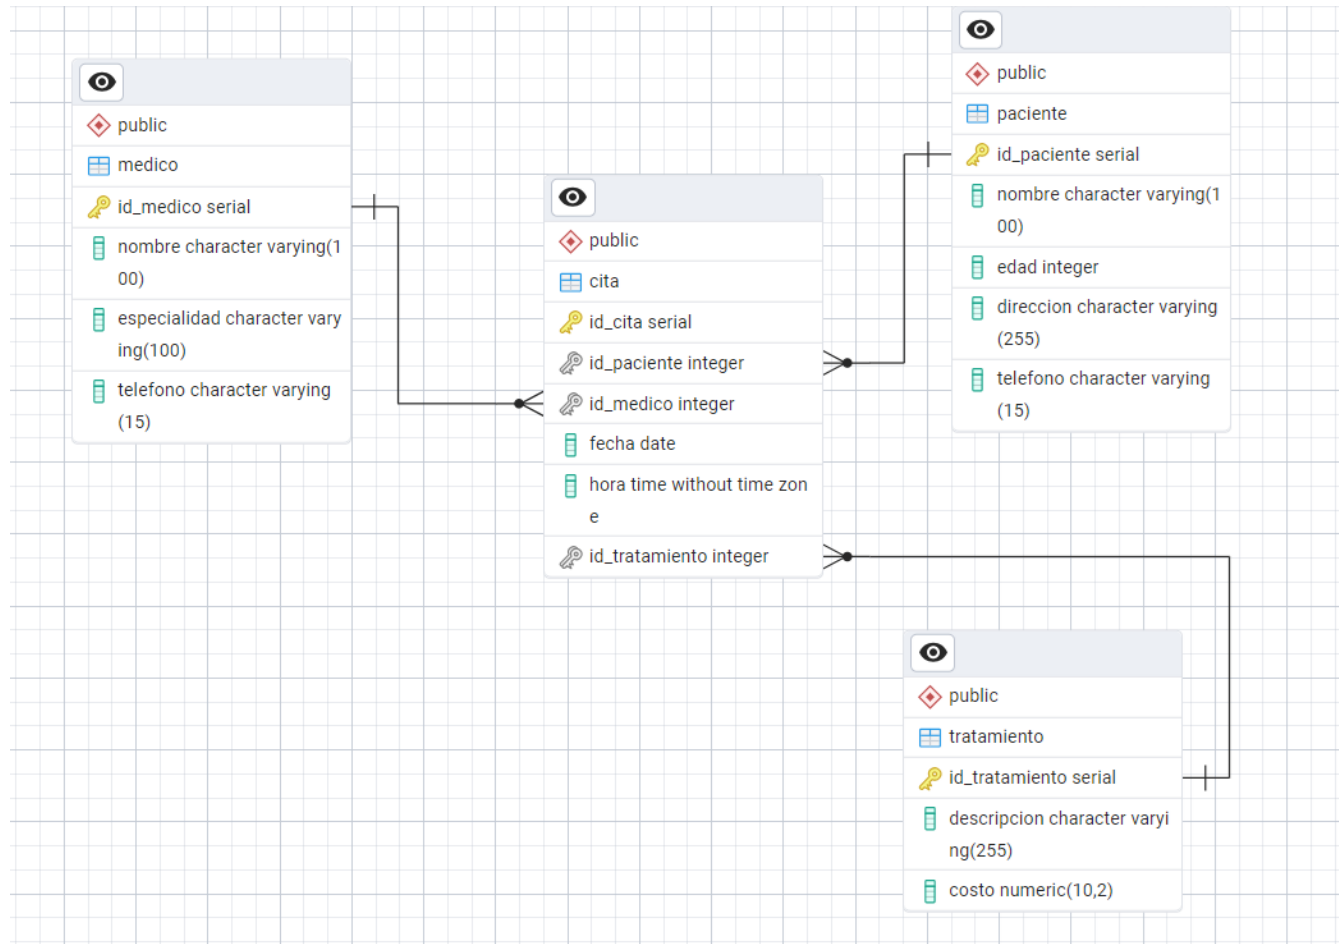 public
medico
id_medico serial
nombre character varying(1
00)
especialidad character vary
ing(100)
telefono character varying
(15)
public
cita
id_cita serial
id_paciente integer
id_medico integer
fecha date
hora time without time zon
e
id_tratamiento integer
public
paciente
id_paciente serial
nombre character varying(1
00)
edad integer
direccion character varying
(255)
telefono character varying
(15)
public
tratamiento
id_tratamiento serial
descripcion character varyi
ng(255)
costo numeric(10,2)